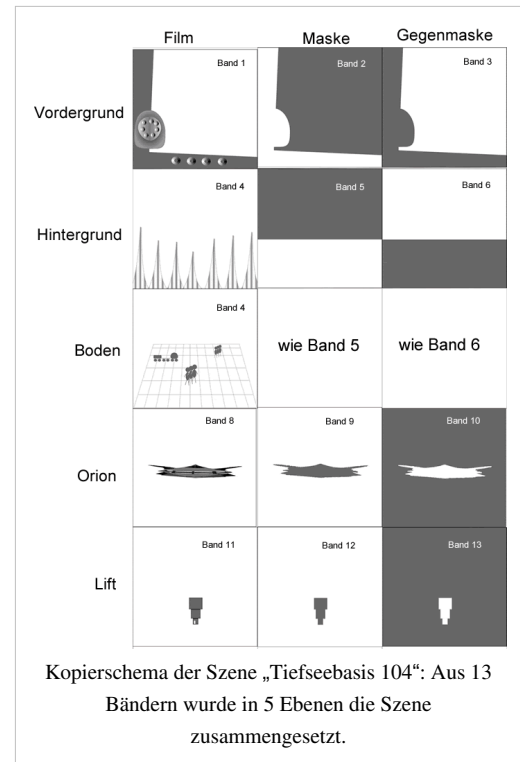 Film Maske Gegenmaske
Vordergrund Band 1 Band 2 Band 3
Hintergrund Band 4 Band 5 Band 6
Boden Band 4 wie Band 5 wie Band 6
Orion Band 8 Band 9 Band 10
Lift Band 11 Band 12 Band 13
Kopierschema der Szene „Tiefseebasis 104“: Aus 13
Bändern wurde in 5 Ebenen die Szene
zusammengesetzt.